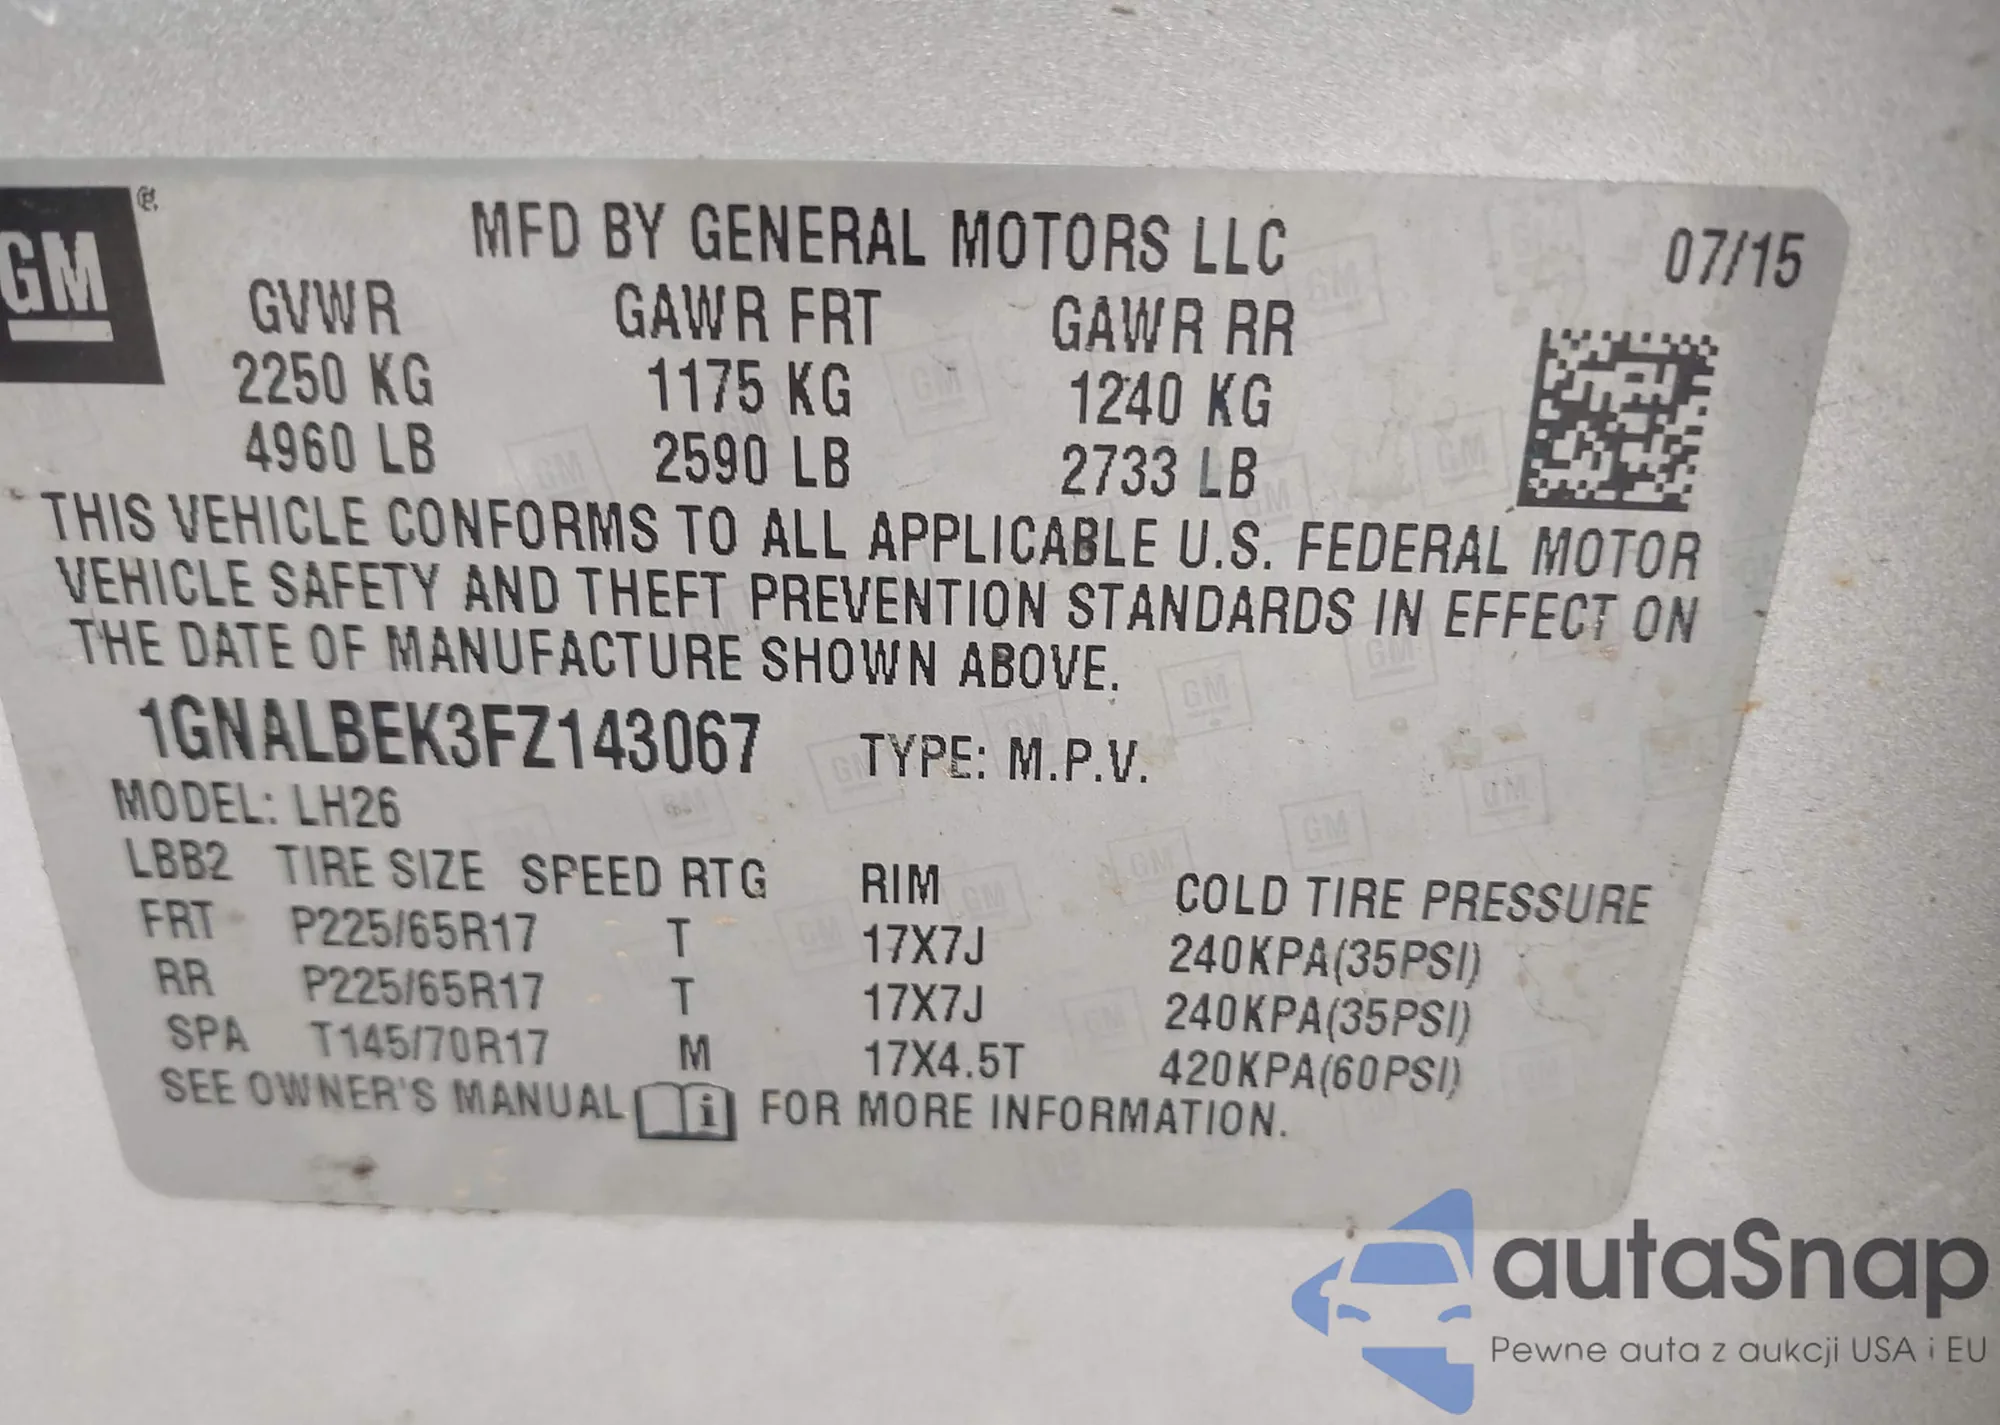 GM
MFD BY GENERAL MOTORS LLC 07/15
GVWR GAWR FRT GAWR RR
2250 KG 1175 KG 1240 KG
4960 LB 2590 LB 2733 LB
THIS VEHICLE CONFORMS TO ALL APPLICABLE U.S. FEDERAL MOTOR
VEHICLE SAFETY AND THEFT PREVENTION STANDARDS IN EFFECT ON
THE DATE OF MANUFACTURE SHOWN ABOVE.
1GNALBEK3FZ143067 TYPE: M.P.V.
MODEL: LH26
LBB2 TIRE SIZE SPEED RTG RIM COLD TIRE PRESSURE
FRT P225/65R17 T 17X7J 240KPA(35PSI)
RR P225/65R17 T 17X7J 240KPA(35PSI)
SPA T145/70R17 M 17X4.5T 420KPA(60PSI)
SEE OWNER'S MANUAL i FOR MORE INFORMATION.
autaSnap
Pewne auta z aukcji USA i EU